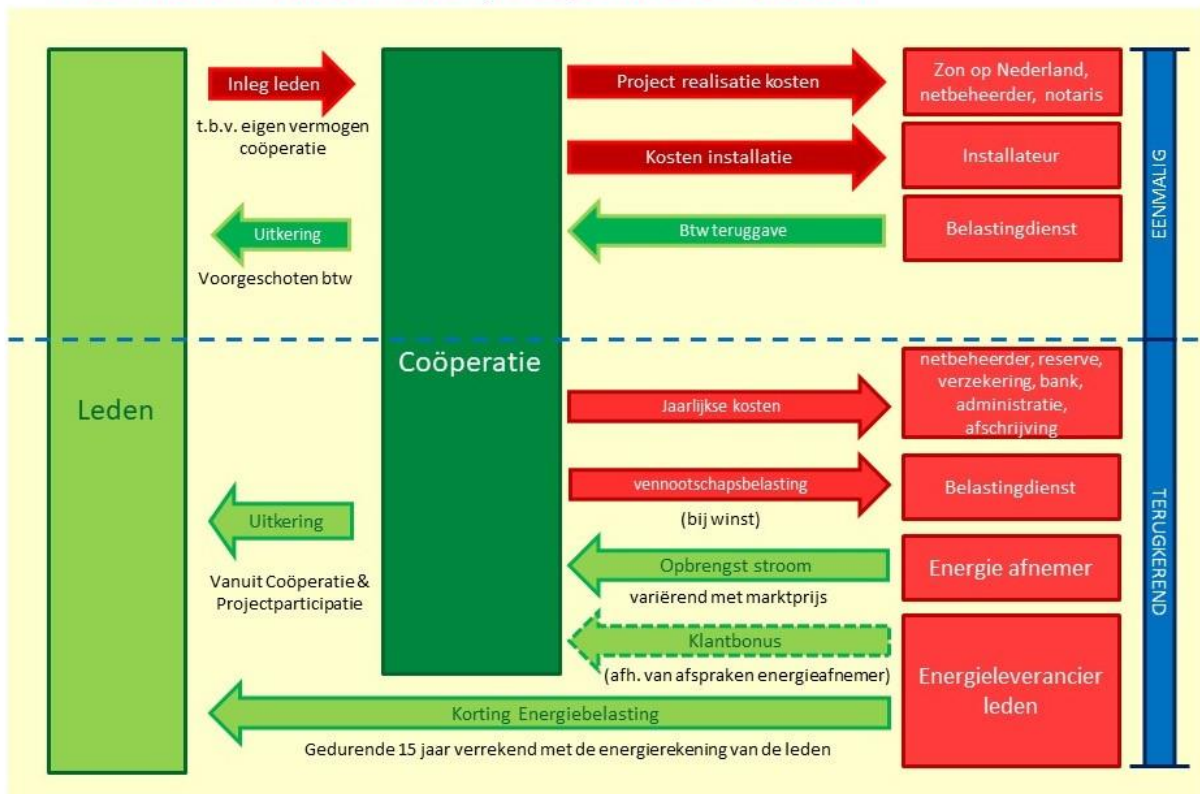 Inleg leden
t.b.v. eigen vermogen
coöperatie
Project realisatie kosten
Zon op Nederland,
netbeheerder, notaris
Kosten installatie
Installateur
Uitkering
Voorgeschoten btw
Btw teruggave
Belastingdienst
EENMALIG
Leden
Coöperatie
Jaarlijkse kosten
netbeheerder, reserve,
verzekering, bank,
administratie,
afschrijving
vennootschapsbelasting
(bij winst)
Belastingdienst
Uitkering
Vanuit Coöperatie &
Projectparticipatie
Opbrengst stroom
variërend met marktprijs
Energie afnemer
Klantbonus
(afh. van afspraken energieafnemer)
Energieleverancier
leden
Korting Energiebelasting
Gedurende 15 jaar verrekend met de energierekening van de leden
TERUGKEREND